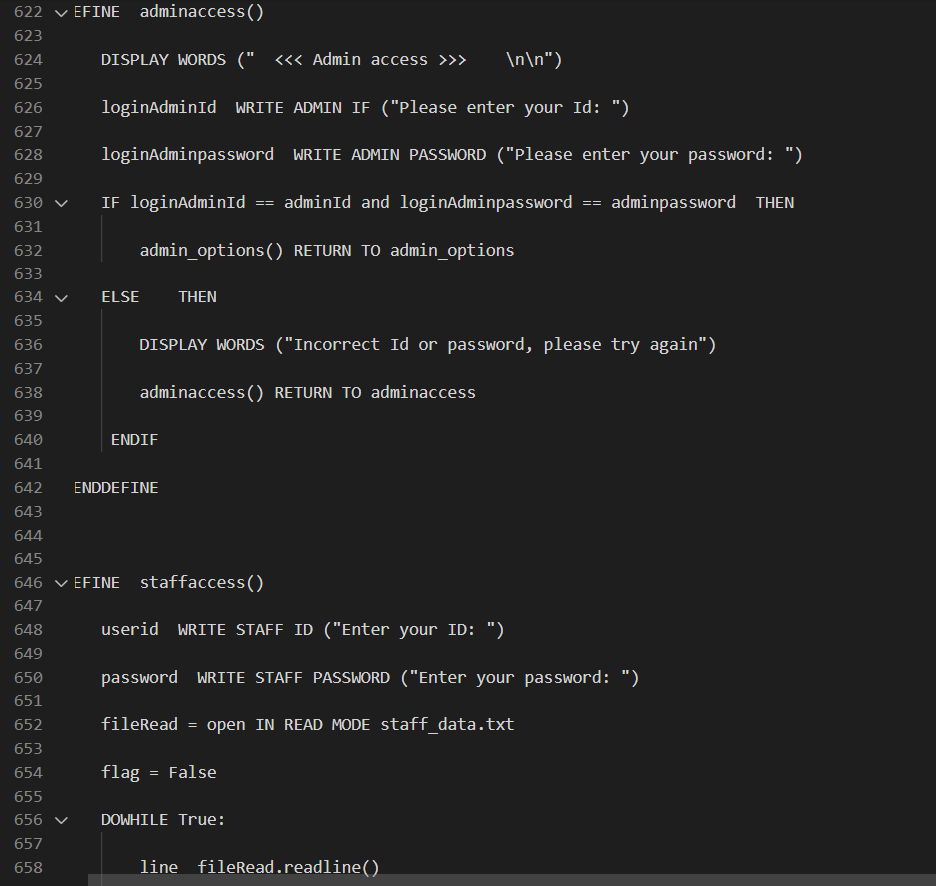 622 EFINE  adminaccess()
623
624 DISPLAY WORDS ("  <<< Admin access >>>    \n\n")
625
626 loginAdminId  WRITE ADMIN IF ("Please enter your Id: ")
627
628 loginAdminpassword  WRITE ADMIN PASSWORD ("Please enter your password: ")
629
630 IF loginAdminId == adminId and loginAdminpassword == adminpassword  THEN
631
632 admin_options() RETURN TO admin_options
633
634 ELSE    THEN
635
636 DISPLAY WORDS ("Incorrect Id or password, please try again")
637
638 adminaccess() RETURN TO adminaccess
639
640 ENDIF
641
642 ENDDEFINE
643
644
645
646 EFINE  staffaccess()
647
648 userid  WRITE STAFF ID ("Enter your ID: ")
649
650 password  WRITE STAFF PASSWORD ("Enter your password: ")
651
652 fileRead = open IN READ MODE staff_data.txt
653
654 flag = False
655
656 DOWHILE True:
657
658 line  fileRead.readline()